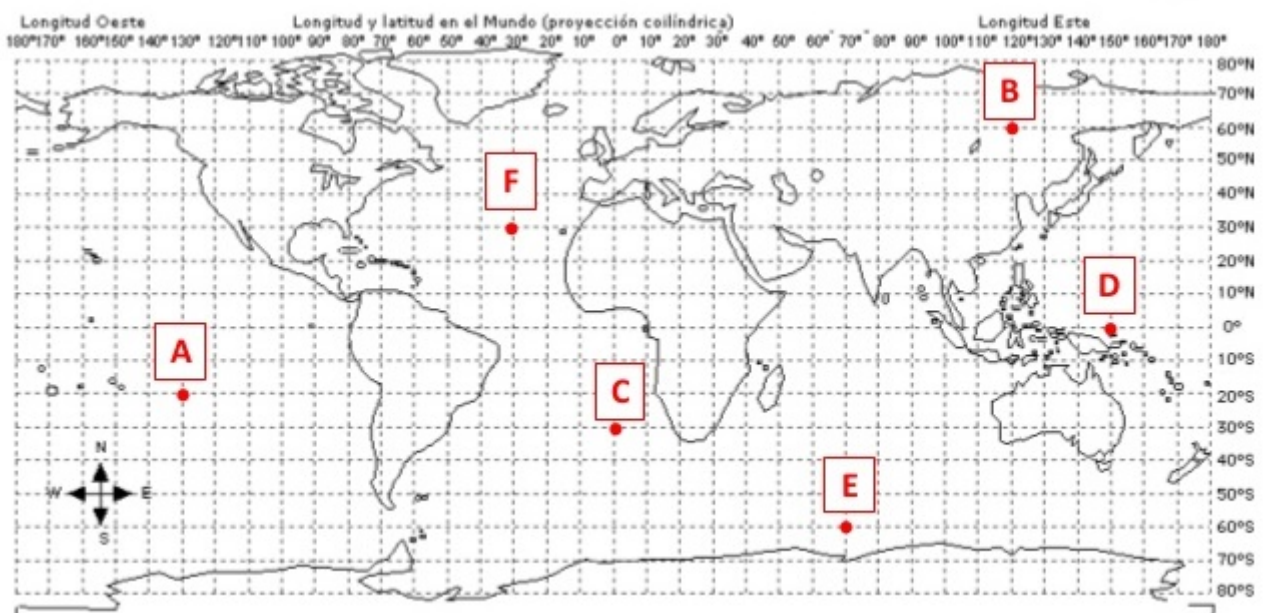 Longitud Oeste Longitud y latitud en el Mundo (proyección coilíndrica) Longitud Este
180°170° 160°150° 140°130° 120°110° 100° 90° 80° 70° 60° 50° 40° 30° 20° 10° 0° 10° 20° 30° 40° 50° 60° 70° 80° 90° 100° 110° 120° 130° 140° 150°160° 170° 180°
80°N
B
70°N
60°N
50°N
F
40°N
30°N
20°N
D
10°N
0°
A
10°S
C
20°S
30°S
N
40°S
W E
E
50°S
S
60°S
70°S
80°S